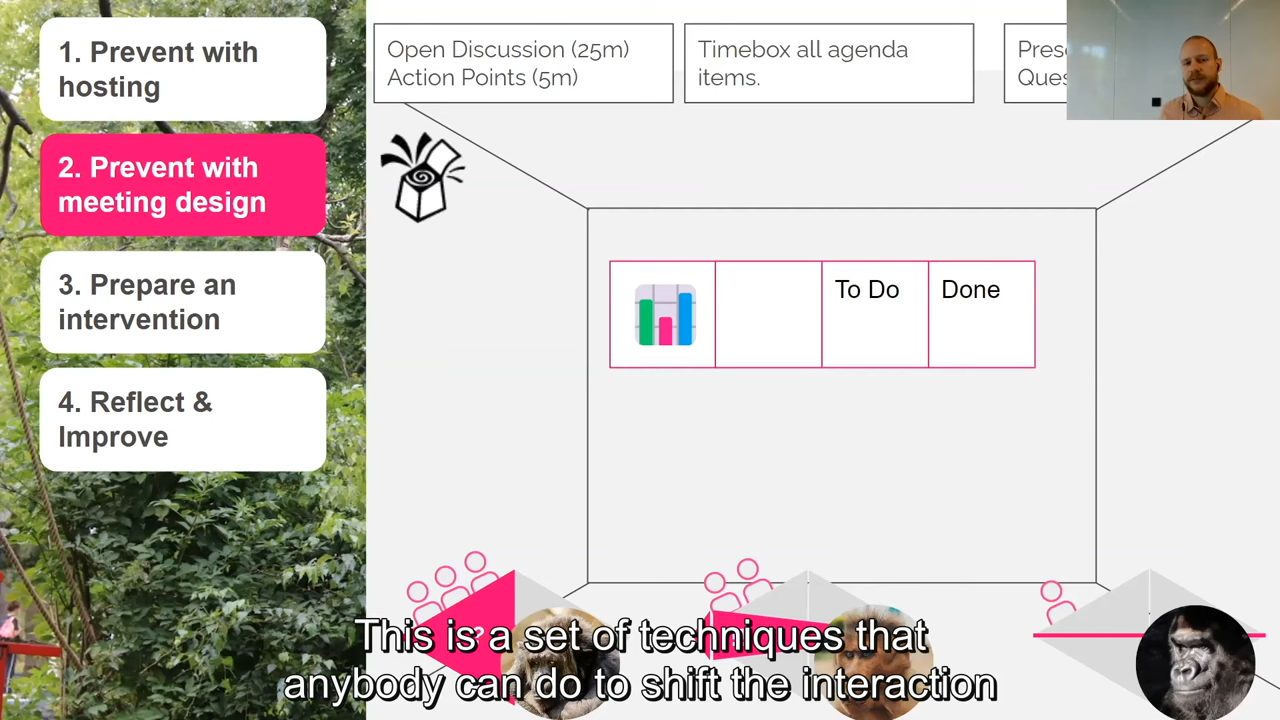 1. Prevent with
hosting
2. Prevent with
meeting design
3. Prepare an
intervention
4. Reflect &
Improve
Open Discussion (25m)
Action Points (5m)
Timebox all agenda
items.
To Do
Done
This is a set of techniques that
anybody can do to shift the interaction